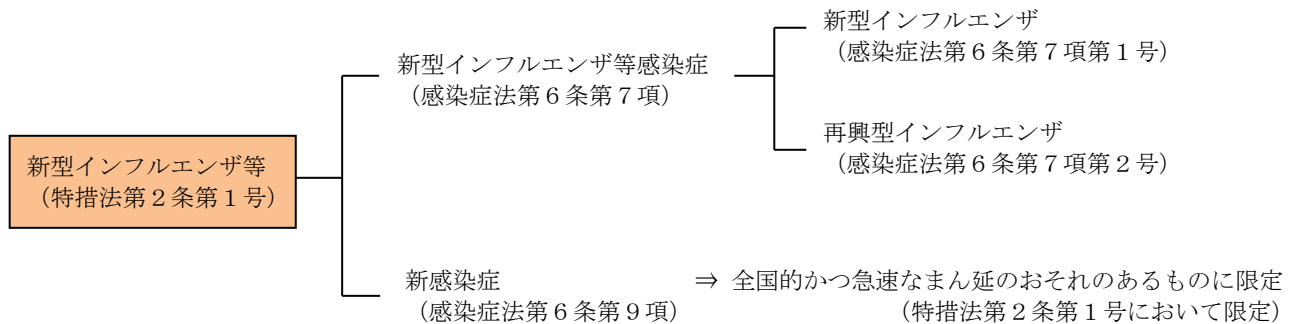 新型インフルエンザ等
（特措法第２条第１号）
新型インフルエンザ等感染症
（感染症法第６条第７項）
新型インフルエンザ
（感染症法第６条第７項第１号）
再興型インフルエンザ
（感染症法第６条第７項第２号）
新感染症
（感染症法第６条第９項）
⇒ 全国的かつ急速なまん延のおそれのあるものに限定
（特措法第２条第１号において限定）